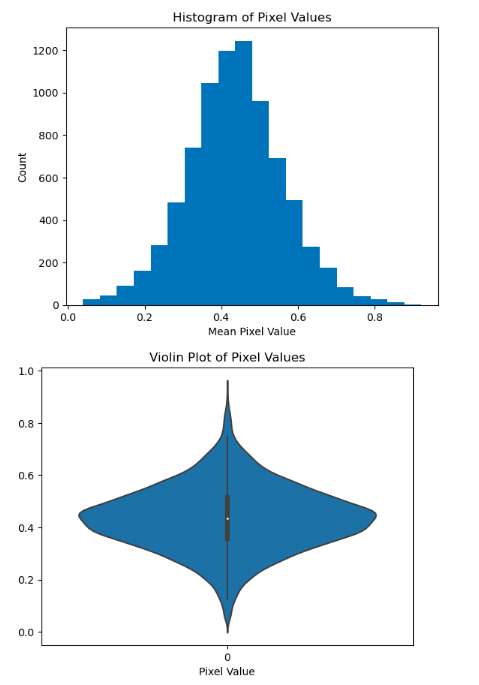 Histogram of Pixel Values
1200
1000
800
600
400
200
0
Count
0.0 0.2 0.4 0.6 0.8
Mean Pixel Value
Violin Plot of Pixel Values
1.0
0.8
0.6
0.4
0.2
0.0
0
Pixel Value